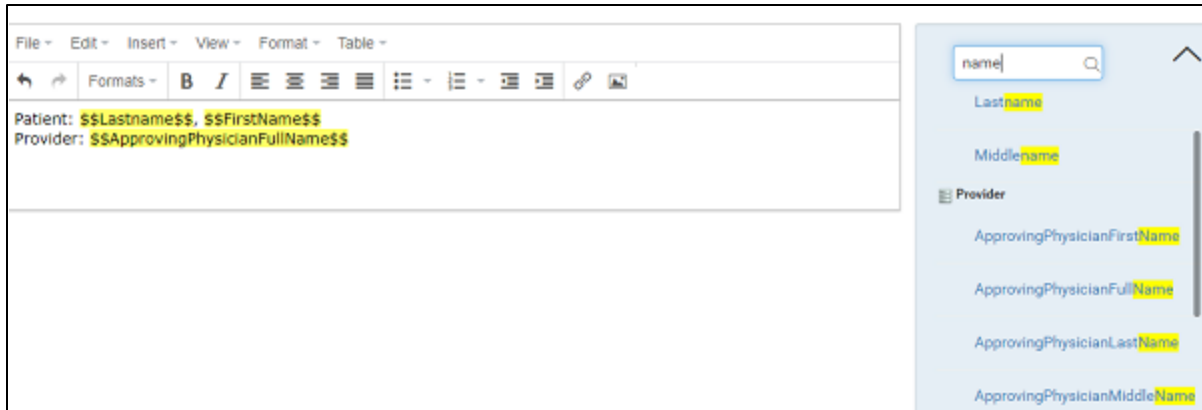 File Edit Insert View Format Table
Formats B I
Patient: $$Lastname$$, $$FirstName$$
Provider: $$ApprovingPhysicianFullName$$
name
Lastname
Middlename
Provider
ApprovingPhysicianFirstName
ApprovingPhysicianFullName
ApprovingPhysicianLastName
ApprovingPhysicianMiddleName